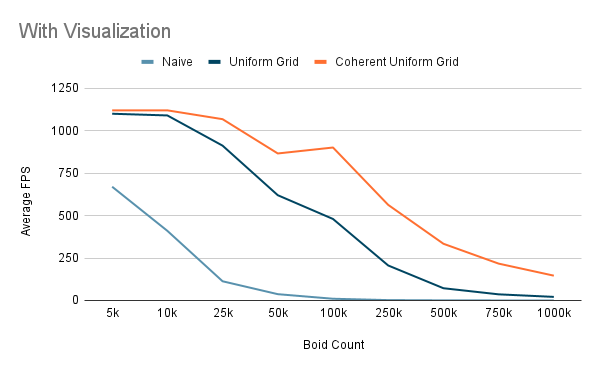 With Visualization
Naive Uniform Grid Coherent Uniform Grid
1250
1000
750
500
250
0
Average FPS
5k 10k 25k 50k 100k 250k 500k 750k 1000k
Boid Count